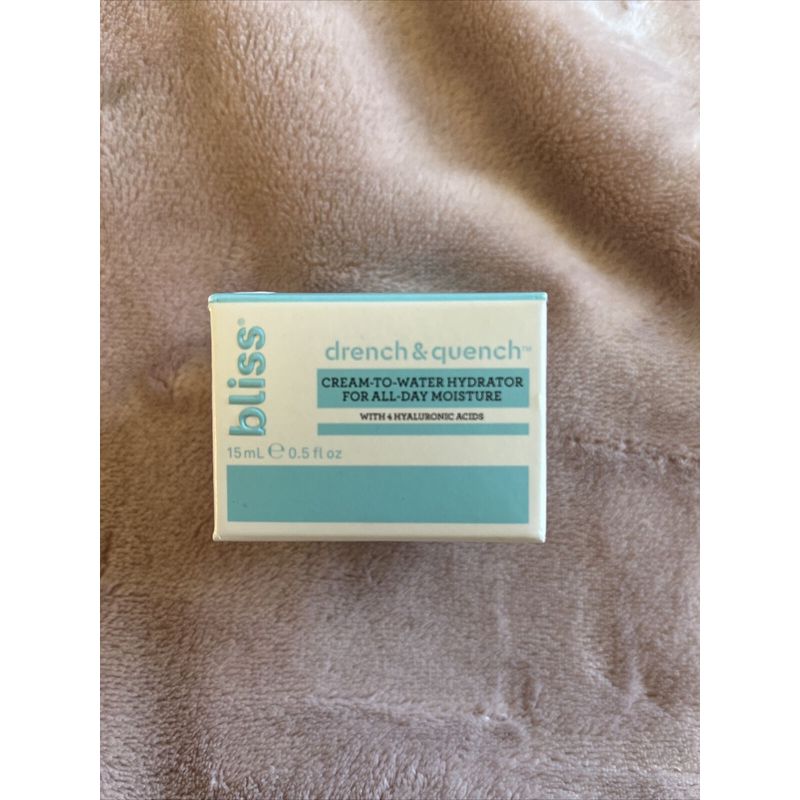 bliss®
drench & quench™
CREAM-TO-WATER HYDRATOR
FOR ALL-DAY MOISTURE
WITH 4 HYALURONIC ACIDS
15 mL ℮ 0.5 fl oz